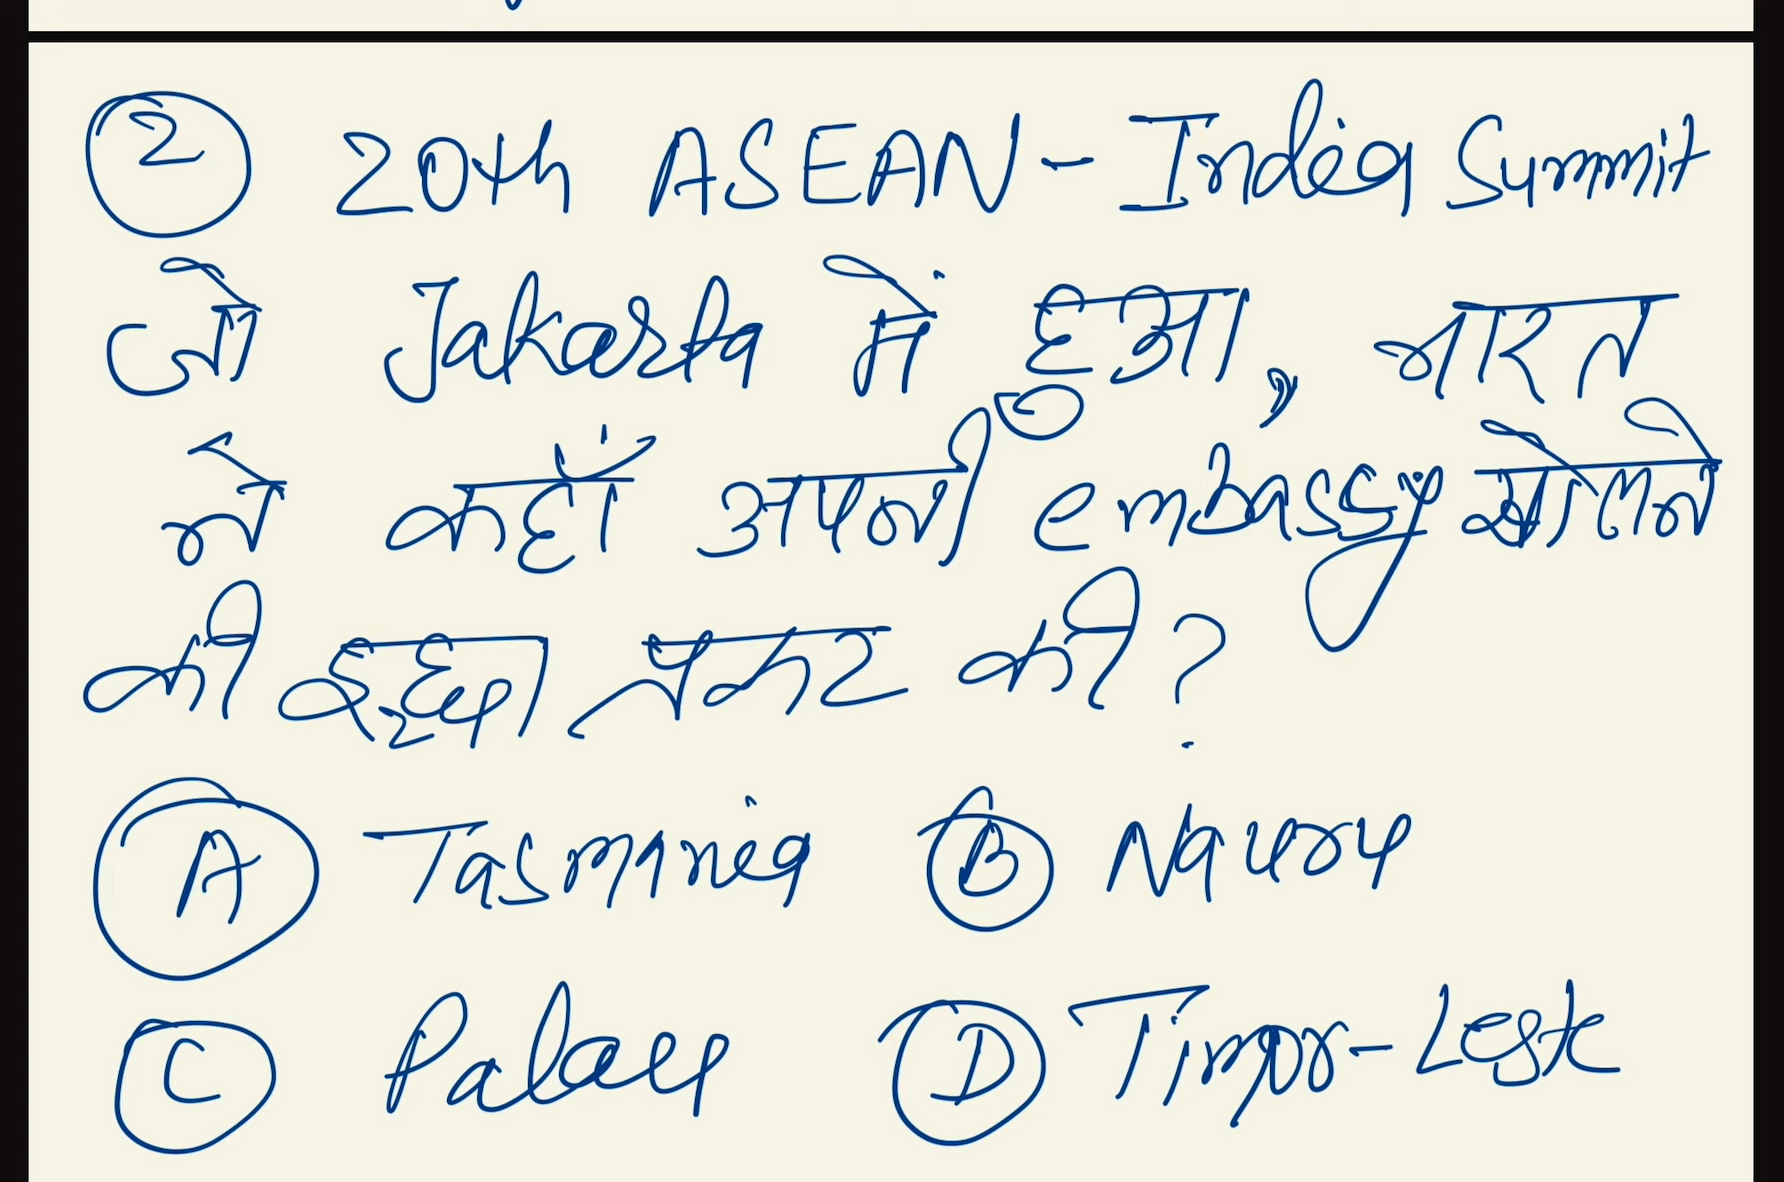 2 20th ASEAN - India Summit
जो Jakarta में हुआ, भारत
ने कहाँ अपनी embassy खोलने
की इच्छा प्रकट की?
A Tasmania B Nauru
C Palau D Timor-Leste